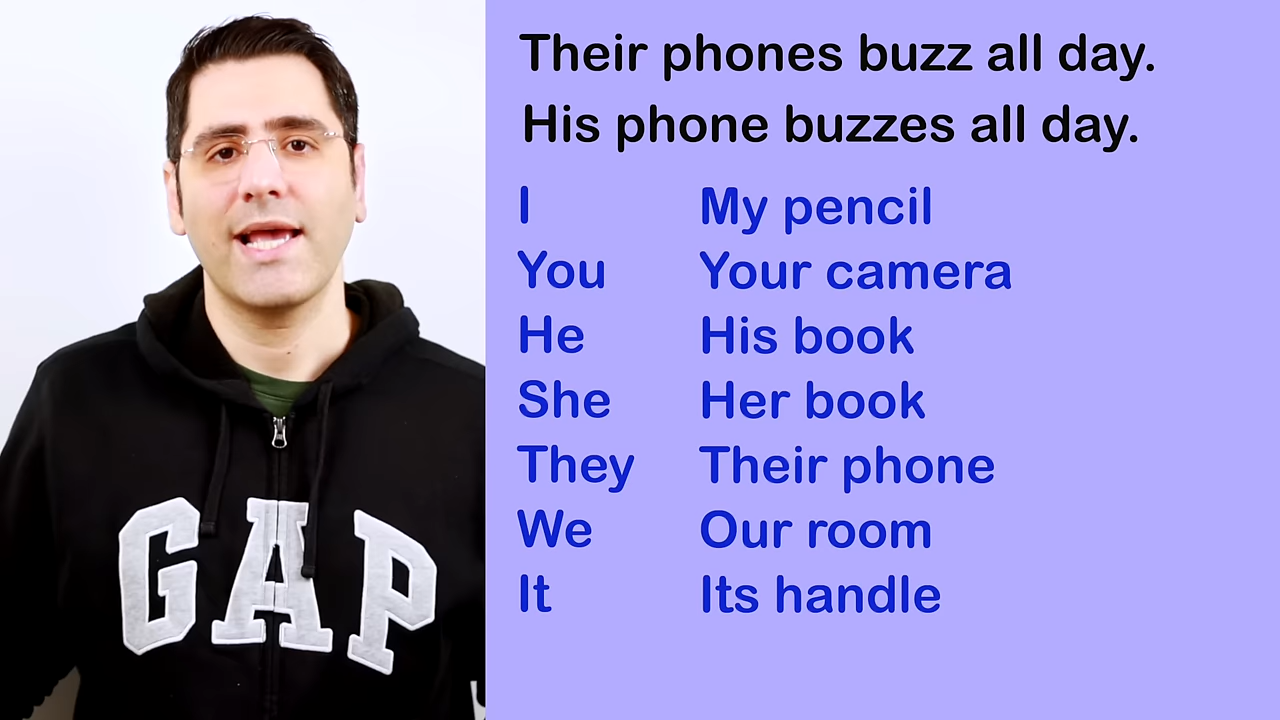 Their phones buzz all day.
His phone buzzes all day.
I My pencil
You Your camera
He His book
She Her book
They Their phone
We Our room
It Its handle
GAP